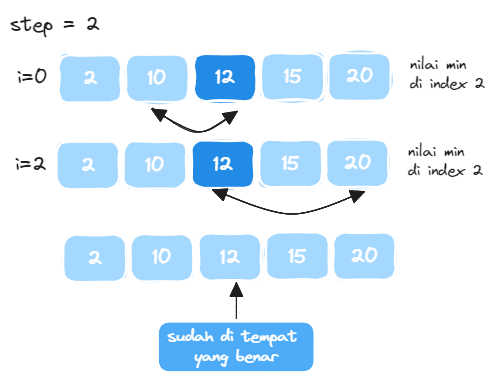 step = 2
i=0 2 10 12 15 20 nilai min
di index 2
i=2 2 10 12 15 20 nilai min
di index 2
2 10 12 15 20
sudah di tempat
yang benar